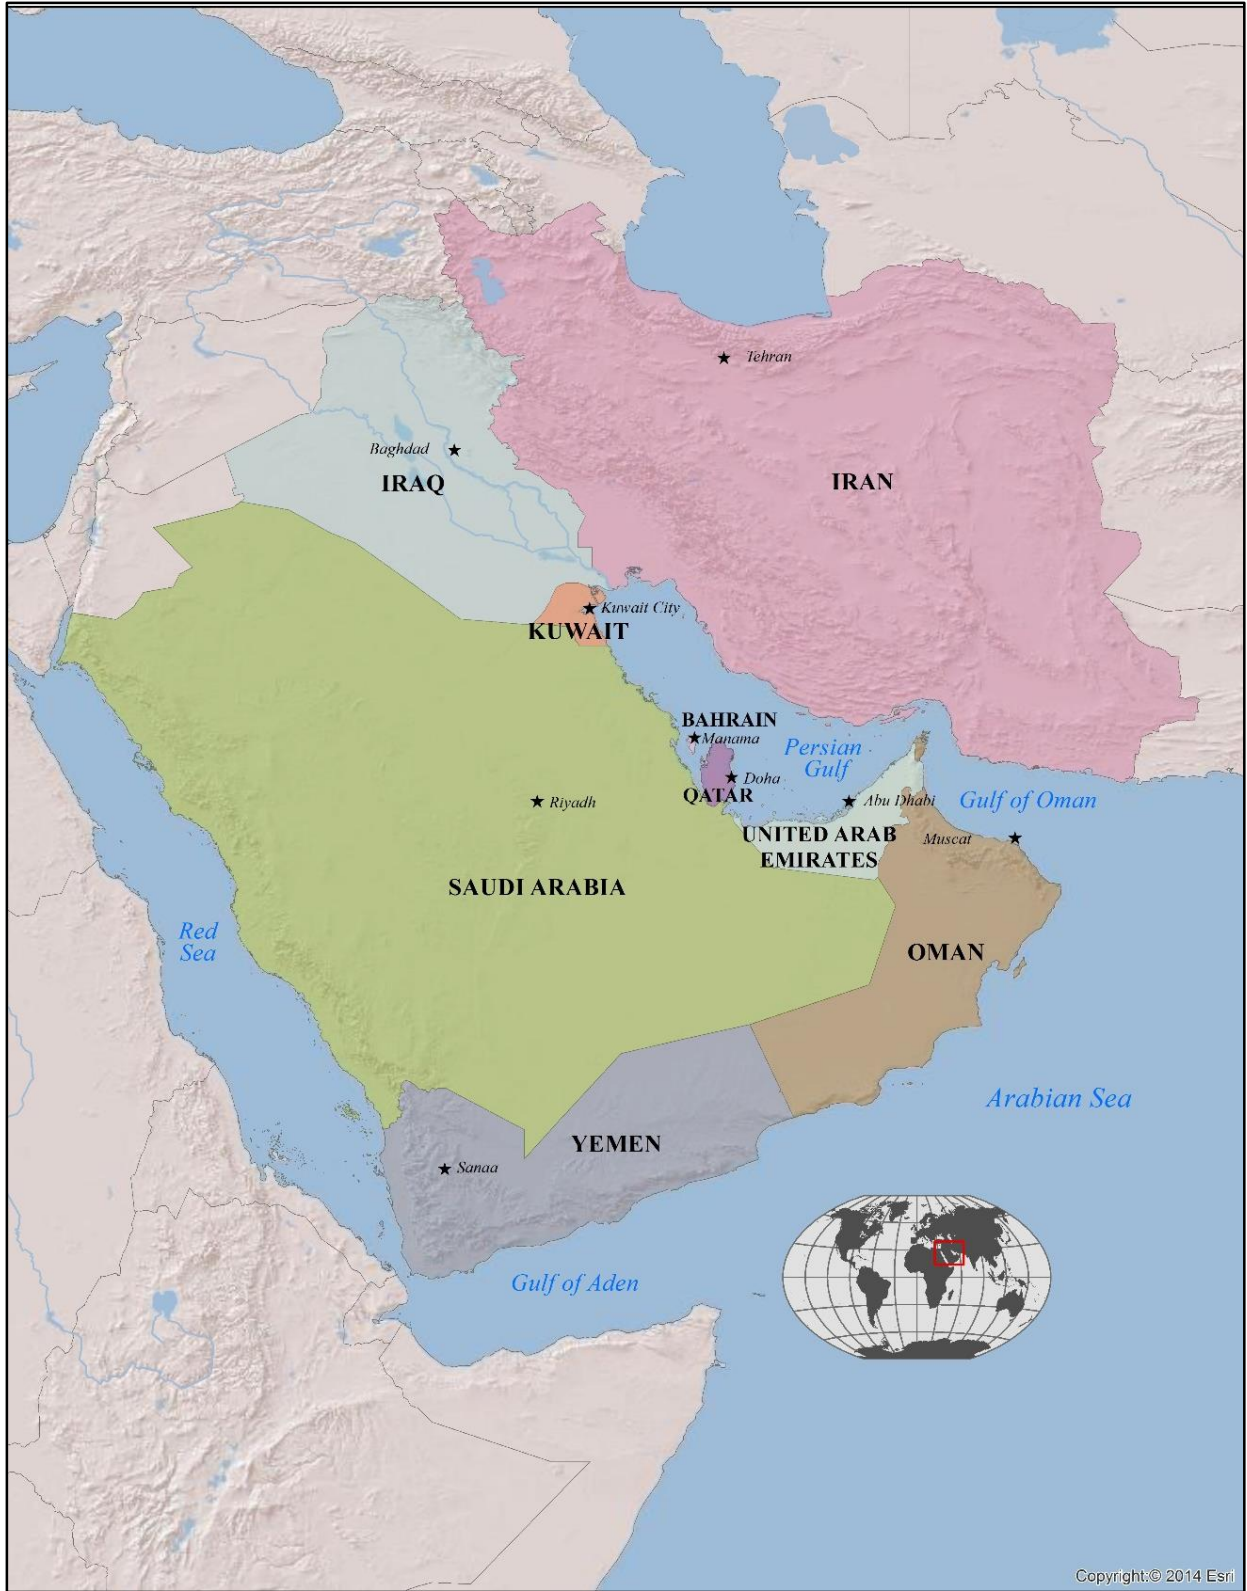 Tehran
Baghdad
IRAQ
IRAN
Kuwait City
KUWAIT
BAHRAIN
Manama
Persian
Gulf
Doha
QATAR
Riyadh
Abu Dhabi
Gulf of Oman
UNITED ARAB
EMIRATES
Muscat
SAUDI ARABIA
Red
Sea
OMAN
Arabian Sea
YEMEN
Sanaa
Gulf of Aden
Copyright:© 2014 Esri